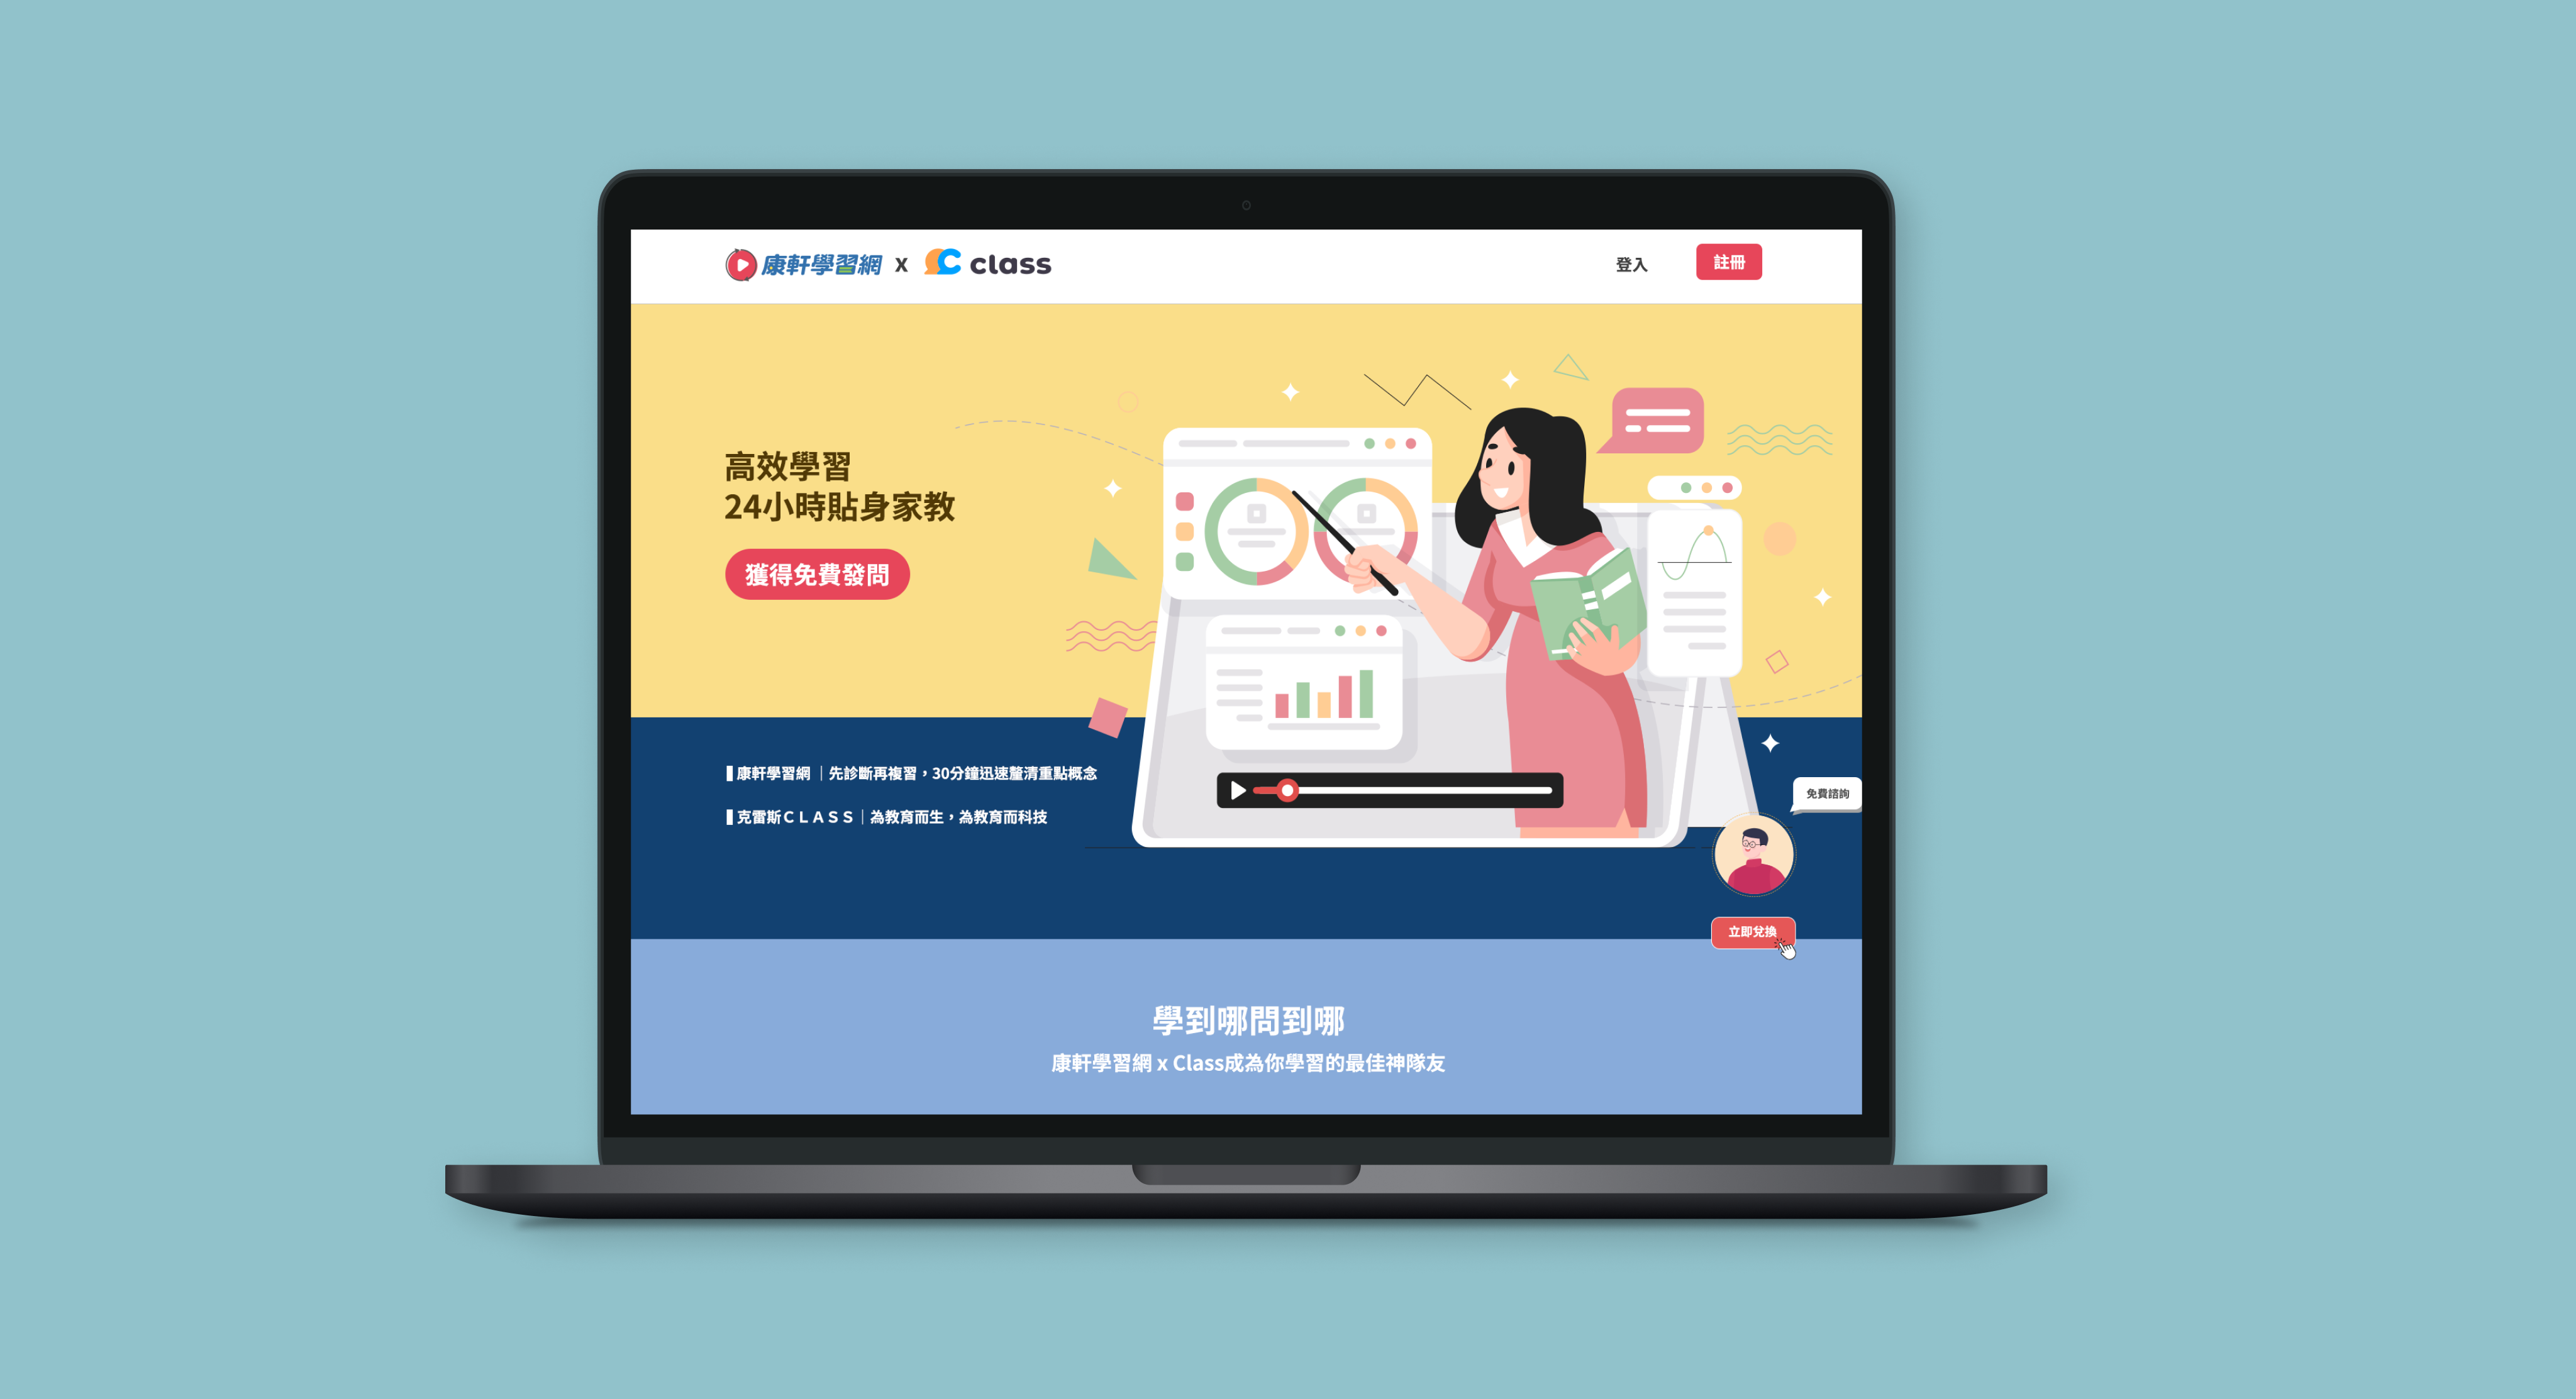 康軒學習網 X class
登入
註冊
高效學習
24小時貼身家教
獲得免費發問
康軒學習網｜先診斷再複習，30分鐘迅速釐清重點概念
克雷斯ＣＬＡＳＳ｜為教育而生，為教育而科技
免費諮詢
立即兌換
學到哪問到哪
康軒學習網 x Class成為你學習的最佳神隊友